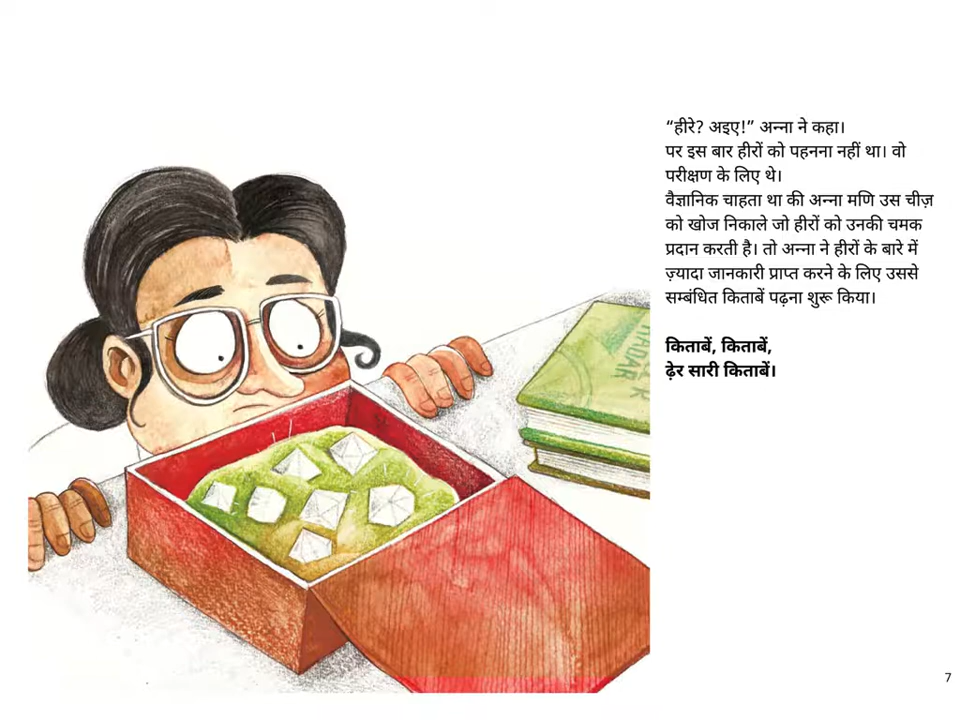 “हीरे? अइए!” अन्ना ने कहा।
पर इस बार हीरों को पहनना नहीं था। वो
परीक्षण के लिए थे।
वैज्ञानिक चाहता था की अन्ना मणि उस चीज़
को खोज निकाले जो हीरों को उनकी चमक
प्रदान करती है। तो अन्ना ने हीरों के बारे में
ज़्यादा जानकारी प्राप्त करने के लिए उससे
सम्बंधित किताबें पढ़ना शुरू किया।
किताबें, किताबें,
ढ़ेर सारी किताबें।
7